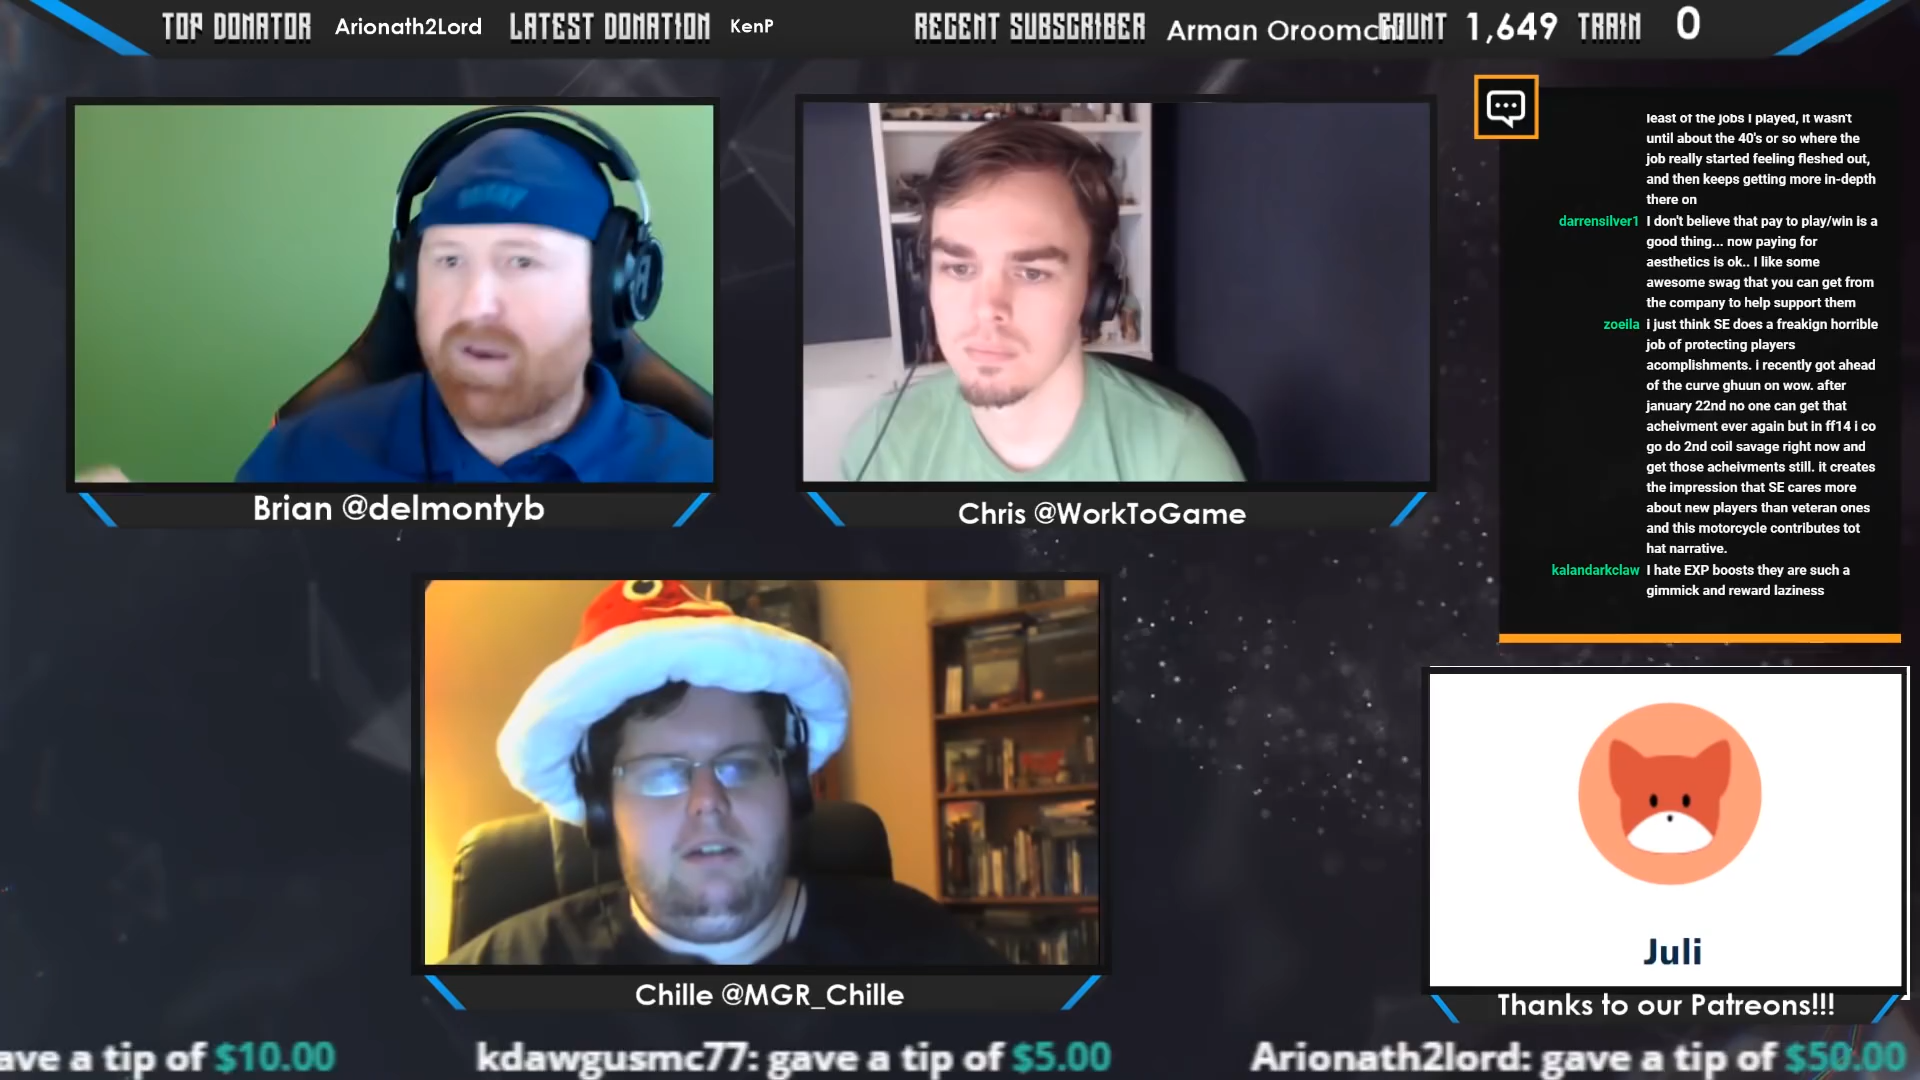 TOP DONATOR Arionath2Lord LATEST DONATION KenP RECENT SUBSCRIBER Arman Oroomchi COUNT 1,649 TRAIN 0
least of the jobs I played, it wasn't
until about the 40's or so where the
job really started feeling fleshed out,
and then keeps getting more in-depth
there on
darrensilver1 I don't believe that pay to play/win is a
good thing... now paying for
aesthetics is ok.. I like some
awesome swag that you can get from
the company to help support them
zoeila i just think SE does a freakign horrible
job of protecting players
acomplishments. i recently got ahead
of the curve ghuun on wow. after
january 22nd no one can get that
acheivment ever again but in ff14 i co
go do 2nd coil savage right now and
get those acheivments still. it creates
the impression that SE cares more
about new players than veteran ones
and this motorcycle contributes tot
hat narrative.
kalandarkclaw I hate EXP boosts they are such a
gimmick and reward laziness
Brian @delmontyb
Chris @WorkToGame
Chille @MGR_Chille
Juli
Thanks to our Patreons!!!
ave a tip of $10.00 kdawgusmc77: gave a tip of $5.00 Arionath2lord: gave a tip of $50.00